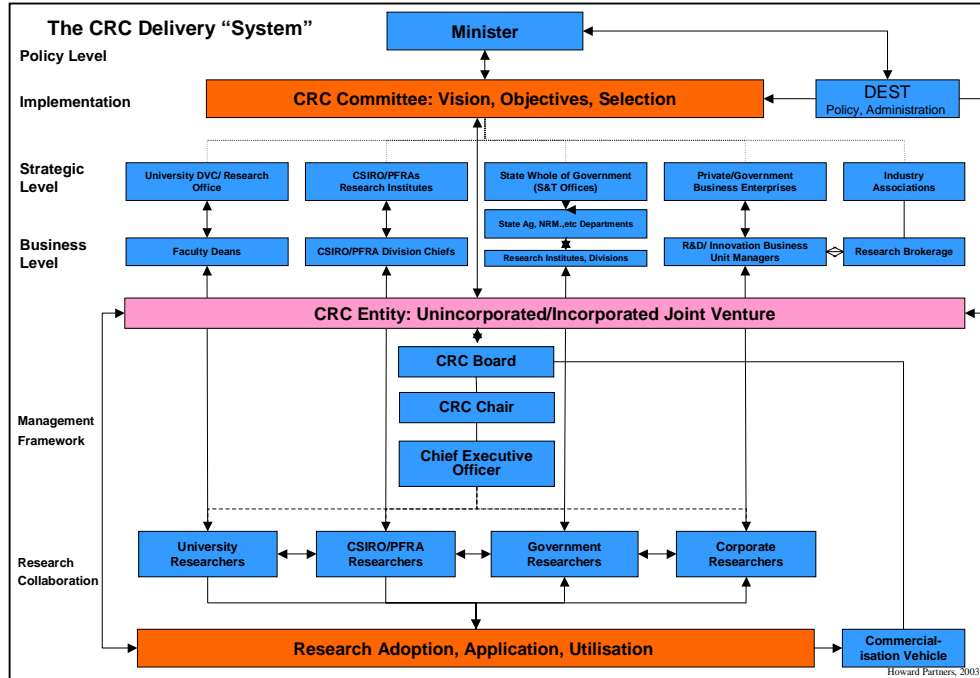 The CRC Delivery “System”
Minister
Policy Level
DEST
Policy, Administration
Implementation
CRC Committee: Vision, Objectives, Selection
Strategic
Level
University DVC/ Research
Office
CSIRO/PFRAs
Research Institutes
State Whole of Government
(S&T Offices)
Private/Government
Business Enterprises
Industry
Associations
State Ag, NRM.,etc Departments
Business
Level
Faculty Deans
CSIRO/PFRA Division Chiefs
Research Institutes, Divisions
R&D/ Innovation Business
Unit Managers
Research Brokerage
CRC Entity: Unincorporated/Incorporated Joint Venture
CRC Board
CRC Chair
Management
Framework
Chief Executive
Officer
Research
Collaboration
University
Researchers
CSIRO/PFRA
Researchers
Government
Researchers
Corporate
Researchers
Research Adoption, Application, Utilisation
Commercial-
isation Vehicle
Howard Partners, 2003